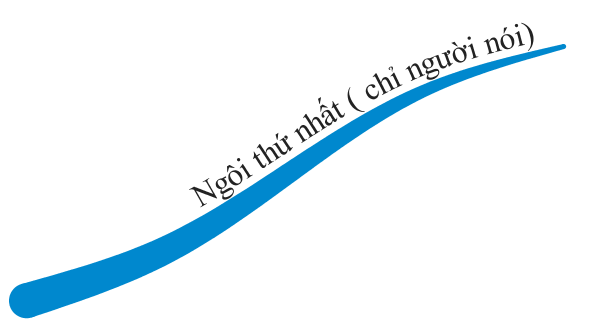 Ngôi thứ nhất ( chỉ người nói)